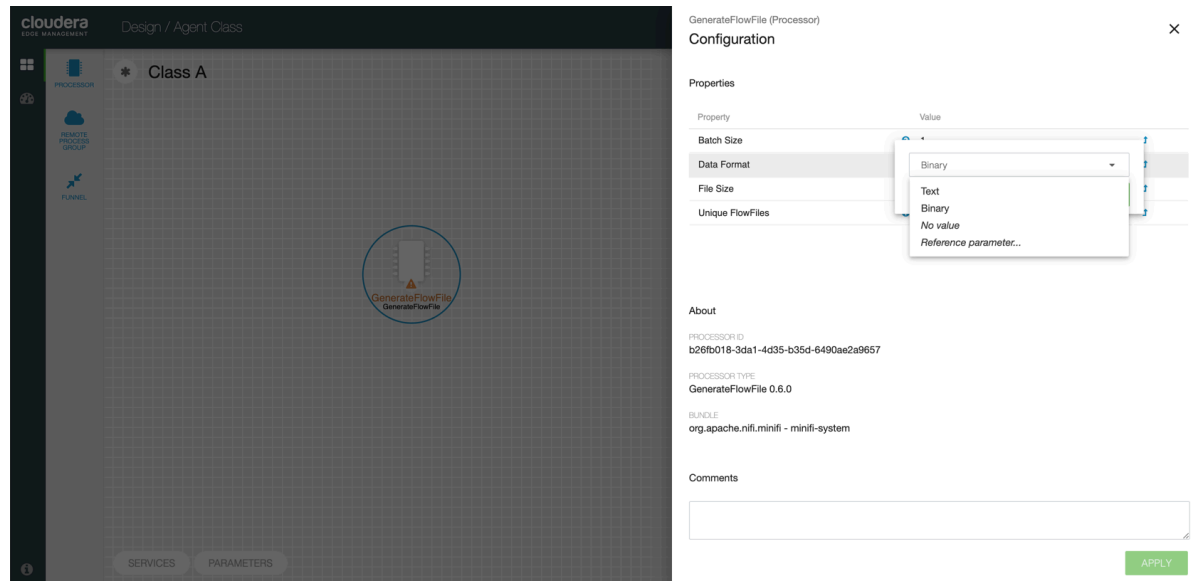 cloudera
EDGE MANAGEMENT
Design / Agent Class
PROCESSOR
REMOTE
PROCESS
GROUP
FUNNEL
Class A
GenerateFlowFile
GenerateFlowFile
SERVICES
PARAMETERS
GenerateFlowFile (Processor)
Configuration
Properties
Property Value
Batch Size
Data Format
File Size
Unique FlowFiles
Binary
Text
Binary
No value
Reference parameter...
About
PROCESSOR ID
b26fb018-3da1-4d35-b35d-6490ae2a9657
PROCESSOR TYPE
GenerateFlowFile 0.6.0
BUNDLE
org.apache.nifi.minifi - minifi-system
Comments
APPLY